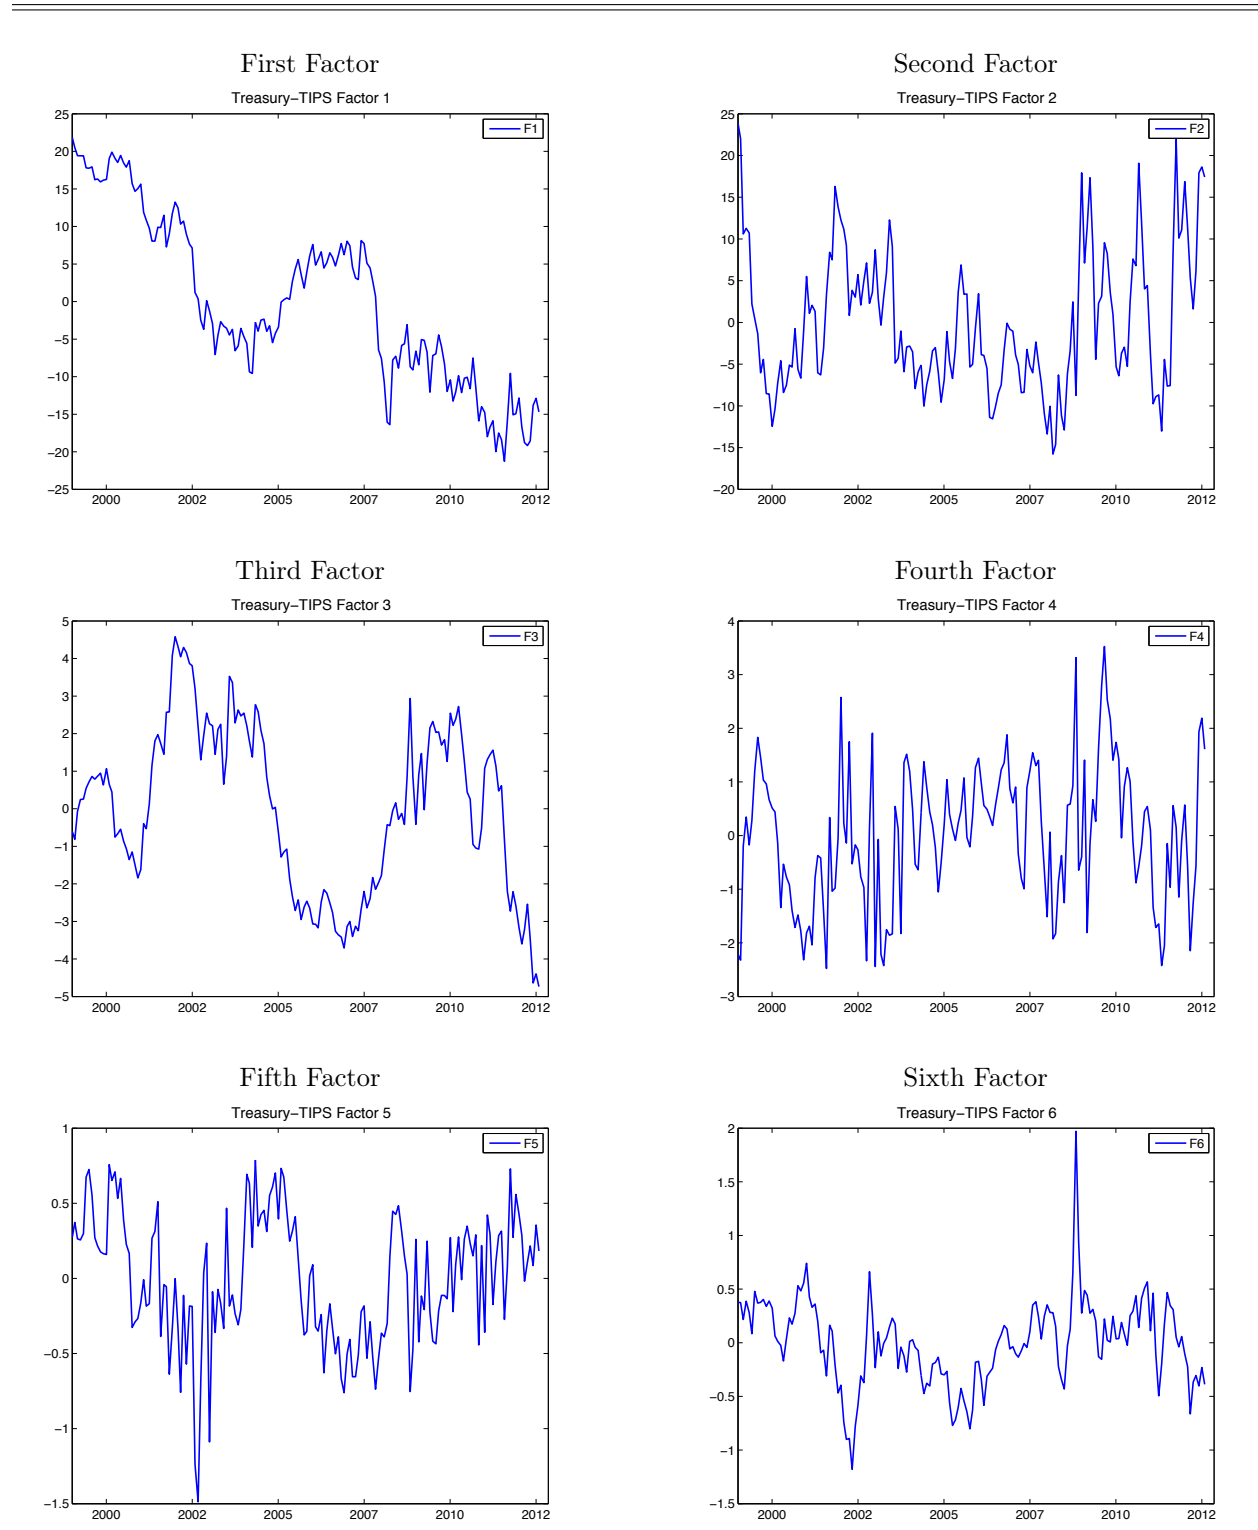 First Factor
Treasury−TIPS Factor 1
F1
25
20
15
10
5
0
−5
−10
−15
−20
−25
2000 2002 2005 2007 2010 2012
Second Factor
Treasury−TIPS Factor 2
F2
25
20
15
10
5
0
−5
−10
−15
−20
2000 2002 2005 2007 2010 2012
Third Factor
Treasury−TIPS Factor 3
F3
5
4
3
2
1
0
−1
−2
−3
−4
−5
2000 2002 2005 2007 2010 2012
Fourth Factor
Treasury−TIPS Factor 4
F4
4
3
2
1
0
−1
−2
−3
2000 2002 2005 2007 2010 2012
Fifth Factor
Treasury−TIPS Factor 5
F5
1
0.5
0
−0.5
−1
−1.5
2000 2002 2005 2007 2010 2012
Sixth Factor
Treasury−TIPS Factor 6
F6
2
1.5
1
0.5
0
−0.5
−1
−1.5
2000 2002 2005 2007 2010 2012